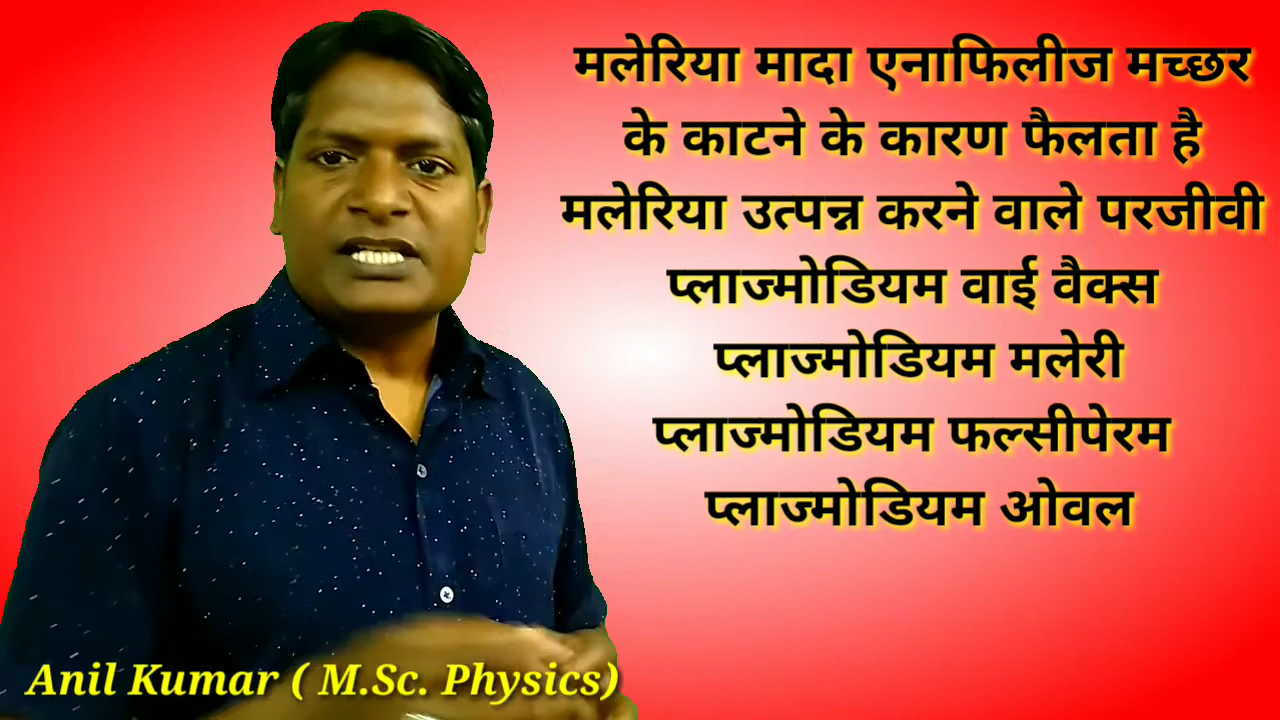 मलेरिया मादा एनाफिलीज मच्छर
के काटने के कारण फैलता है
मलेरिया उत्पन्न करने वाले परजीवी
प्लाज्मोडियम वाई वैक्स
प्लाज्मोडियम मलेरी
प्लाज्मोडियम फल्सीपेरम
प्लाज्मोडियम ओवल
Anil Kumar ( M.Sc. Physics)